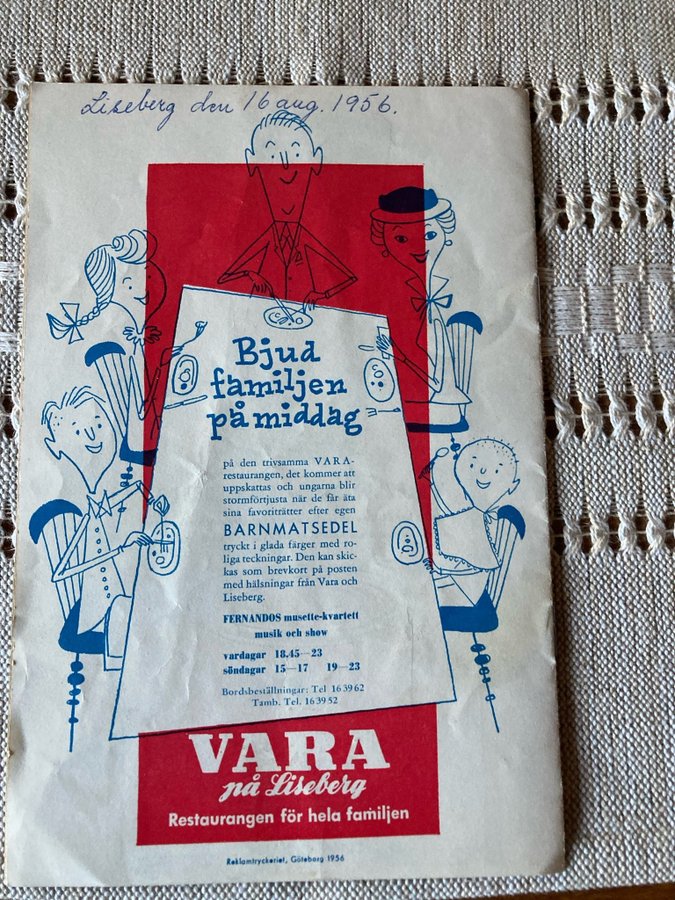 Liseberg den 16 aug. 1956.
Bjud
familjen
på middag
på den trivsamma VARA-
restaurangen, det kommer att
uppskattas och ungarna blir
stormförtjusta när de får äta
sina favoriträtter efter egen
BARNMATSEDEL
tryckt i glada färger med ro-
liga teckningar. Den kan skic-
kas som brevkort på posten
med hälsningar från Vara och
Liseberg.
FERNANDOS musette-kvartett
musik och show
vardagar 18.45—23
söndagar 15—17 19—23
Bordsbeställningar: Tel 16 39 62
Tamb. Tel. 16 39 52
VARA
på Liseberg
Restaurangen för hela familjen
Reklamtryckeriet, Göteborg 1956